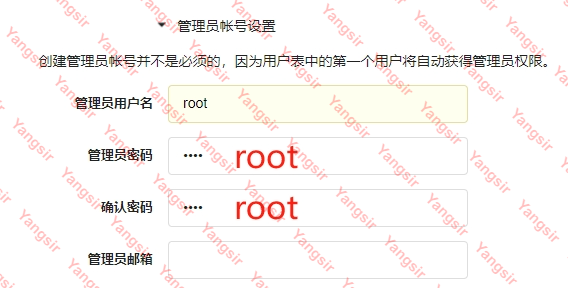 管理员帐号设置
创建管理员帐号并不是必须的，因为用户表中的第一个用户将自动获得管理员权限。
管理员用户名 root
管理员密码 •••• root
确认密码 •••• root
管理员邮箱
Yangsir